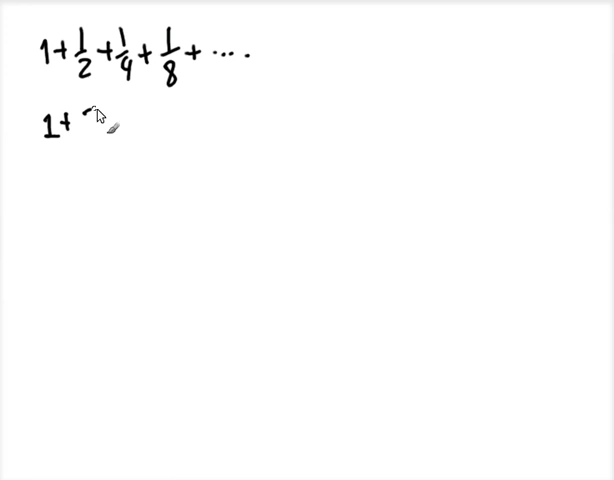 1 + 1/2 + 1/4 + 1/8 + ....
1 +